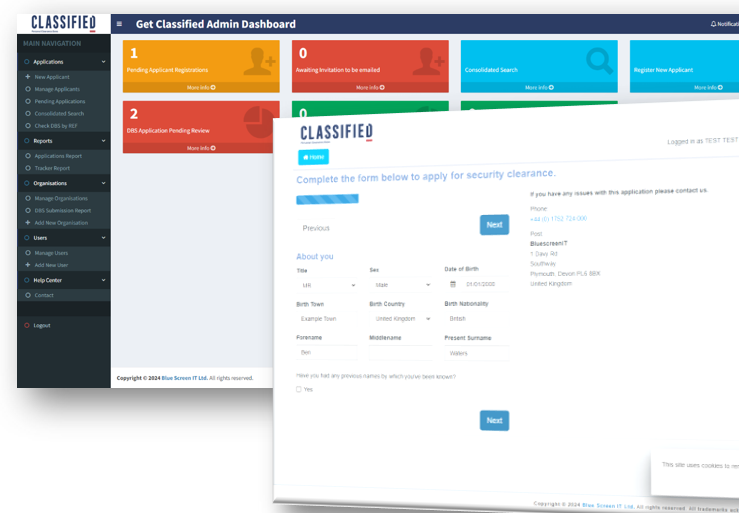 CLASSIFIED
Get Classified Admin Dashboard
MAIN NAVIGATION
Applications
New Applicant
Manage Applicants
Pending Applications
Consolidated Search
Check DBS by REF
Reports
Applications Report
Tracker Report
Organisations
Manage Organisations
DBS Submission Report
Add New Organisation
Users
Manage Users
Add New User
Help Center
Contact
Logout
1
Pending Applicant Registrations
More info
0
Awaiting Invitation to be emailed
More info
Consolidated Search
More info
Register New Applicant
More info
2
DBS Application Pending Review
More info
0
Copyright © 2024 Blue Screen IT Ltd. All rights reserved.
CLASSIFIED
Logged in as TEST TEST
Home
Complete the form below to apply for security clearance.
Previous
Next
About you
Title
Sex
Date of Birth
MR
Male
01/01/2000
Birth Town
Birth Country
Birth Nationality
Example Town
United Kingdom
British
Forename
Middlename
Present Surname
Ben
Waters
Have you had any previous names by which you've been known?
Yes
Next
If you have any issues with this application please contact us.
Phone:
+44 (0) 1752 724 000
Post:
BluescreenIT
Davy Rd
Southway
Plymouth, Devon PL6 8BX
United Kingdom
This site uses cookies to
Copyright © 2024 Blue Screen IT Ltd. All rights reserved. All trademarks